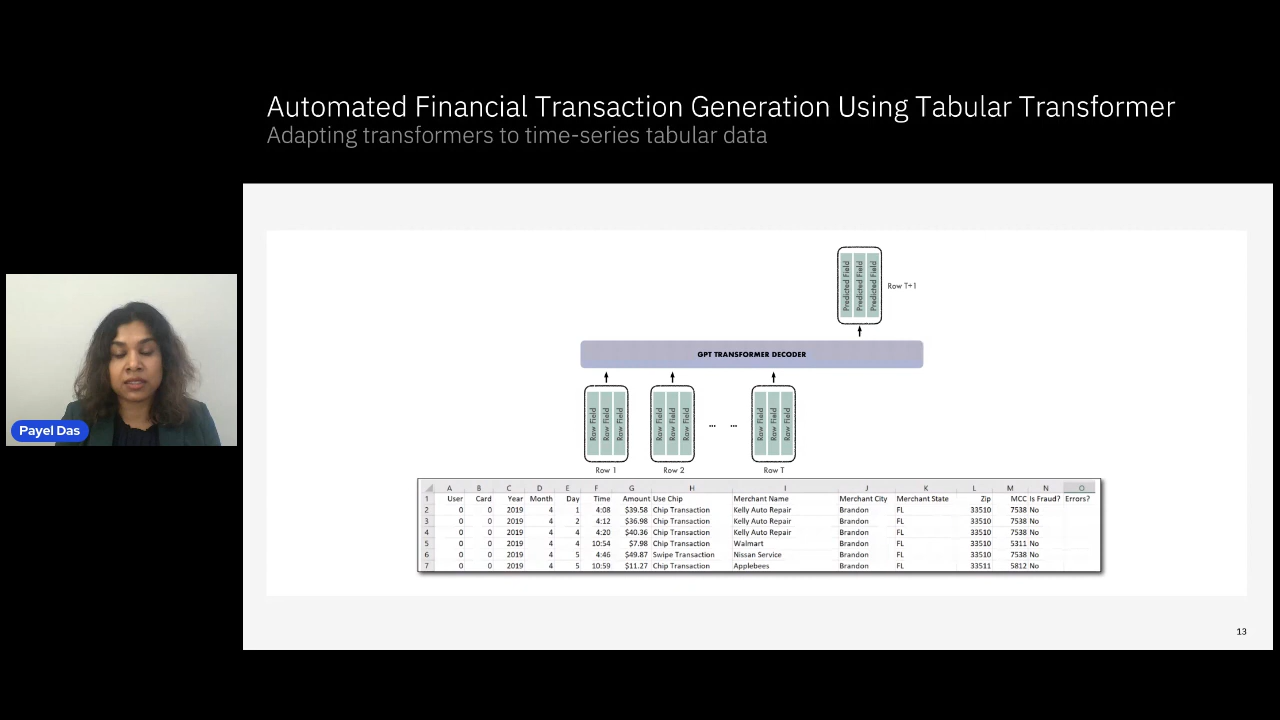 Automated Financial Transaction Generation Using Tabular Transformer
Adapting transformers to time-series tabular data
Predicted Field Predicted Field Predicted Field
Row T+1
GPT TRANSFORMER DECODER
Row Field Row Field Row Field Row Field Row Field Row Field ... ... Row Field Row Field Row Field
Row 1 Row 2 Row T
A B C D E F G H I J K L M N O
1 User Card Year Month Day Time Amount Use Chip Merchant Name Merchant City Merchant State Zip MCC Is Fraud? Errors?
2 0 0 2019 4 1 4:08 $39.58 Chip Transaction Kelly Auto Repair Brandon FL 33510 7538 No
3 0 0 2019 4 2 4:12 $36.98 Chip Transaction Kelly Auto Repair Brandon FL 33510 7538 No
4 0 0 2019 4 4 4:20 $40.36 Chip Transaction Kelly Auto Repair Brandon FL 33510 7538 No
5 0 0 2019 4 4 10:54 $7.98 Chip Transaction Walmart Brandon FL 33510 5311 No
6 0 0 2019 4 5 4:46 $49.87 Swipe Transaction Nissan Service Brandon FL 33510 7538 No
7 0 0 2019 4 5 10:59 $11.27 Chip Transaction Applebees Brandon FL 33511 5812 No
Payel Das
13